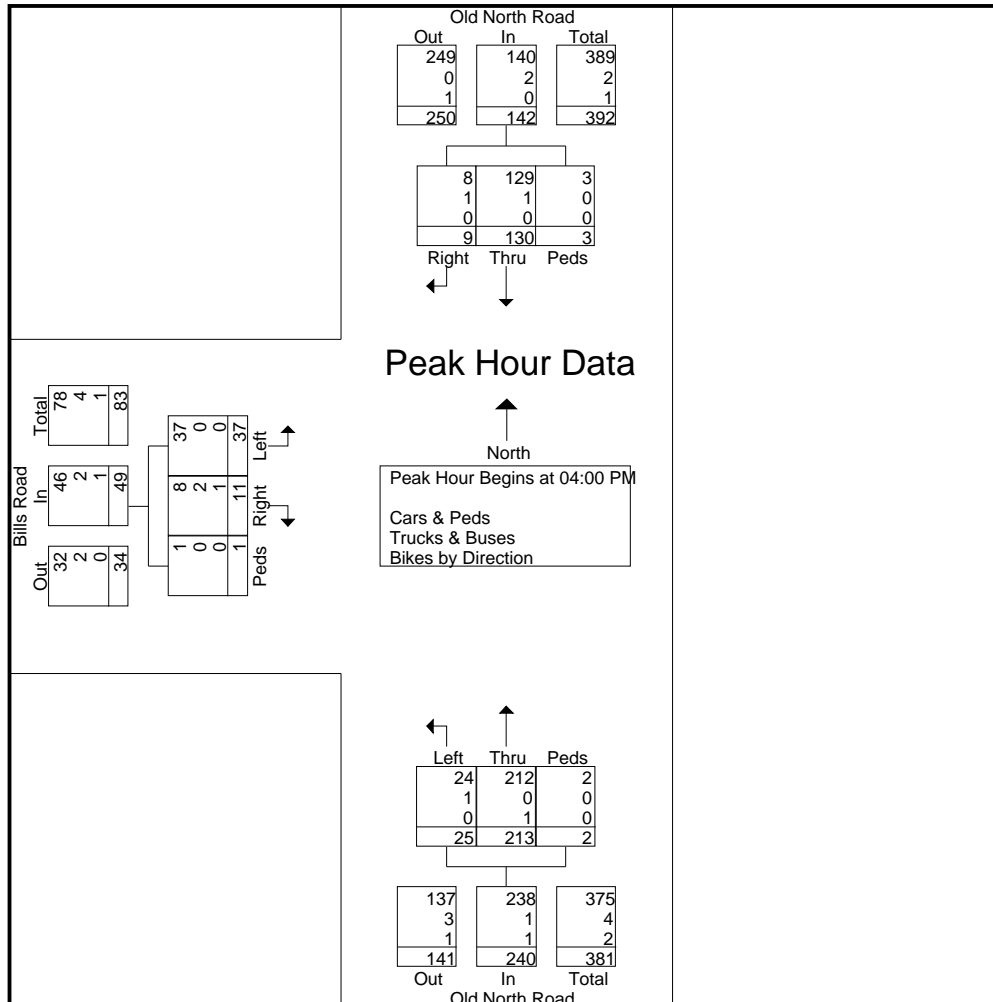 Old North Road
Out In Total
249 140 389
0 2 2
1 0 1
250 142 392
8 129 3
1 1 0
0 0 0
9 130 3
Right Thru Peds
Peak Hour Data
North
Peak Hour Begins at 04:00 PM
Cars & Peds
Trucks & Buses
Bikes by Direction
Bills Road
Out In Total
32 46 78
2 2 4
0 1 1
34 49 83
1 8 37
0 2 0
0 1 0
1 11 37
Peds Right Left
Left Thru Peds
24 212 2
1 0 0
0 1 0
25 213 2
137 238 375
3 1 4
1 1 2
141 240 381
Out In Total
Old North Road